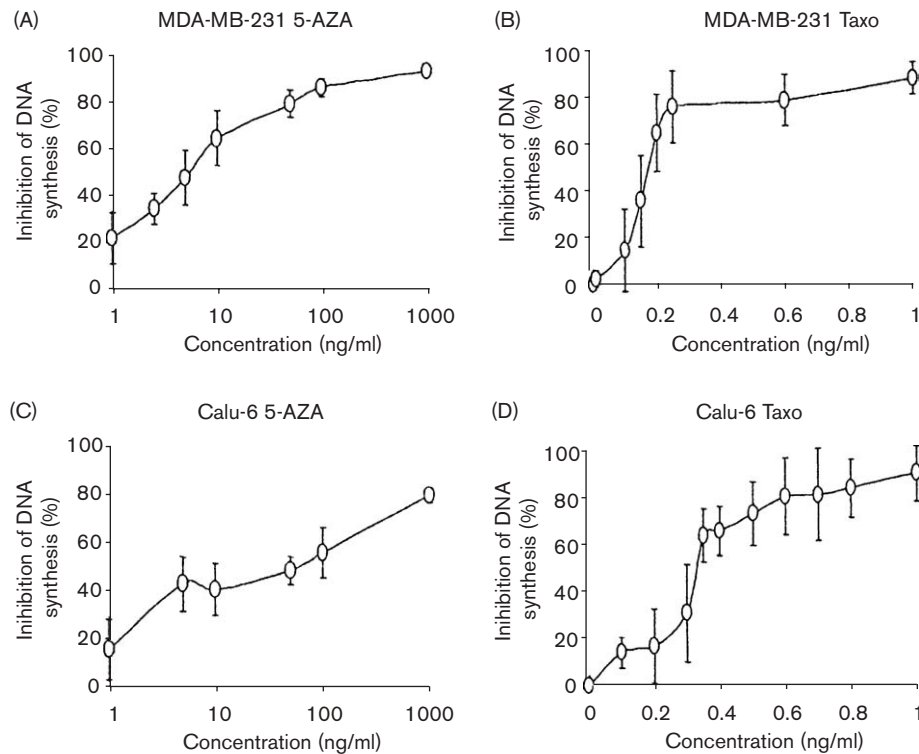 (A)
MDA-MB-231 5-AZA
100
80
60
40
20
0
Inihibition of DNA
synthesis (%)
1
10
100
1000
Concentration (ng/ml)
(B)
MDA-MB-231 Taxo
100
80
60
40
20
0
Inihibition of DNA
synthesis (%)
0
0.2
0.4
0.6
0.8
1
Concentration (ng/ml)
(C)
Calu-6 5-AZA
100
80
60
40
20
0
Inihibition of DNA
synthesis (%)
1
10
100
1000
Concentration (ng/ml)
(D)
Calu-6 Taxo
100
80
60
40
20
0
Inihibition of DNA
synthesis (%)
0
0.2
0.4
0.6
0.8
1
Concentration (ng/ml)